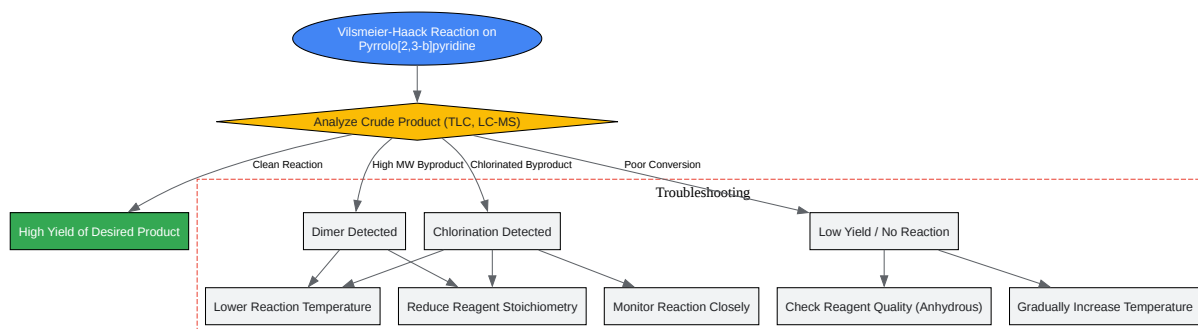 Vilsmeier-Haack Reaction on
Pyrrolo[2,3-b]pyridine
Analyze Crude Product (TLC, LC-MS)
Clean Reaction
High MW Byproduct
Chlorinated Byproduct
Poor Conversion
Troubleshooting
High Yield of Desired Product
Dimer Detected
Chlorination Detected
Low Yield / No Reaction
Lower Reaction Temperature
Reduce Reagent Stoichiometry
Monitor Reaction Closely
Check Reagent Quality (Anhydrous)
Gradually Increase Temperature